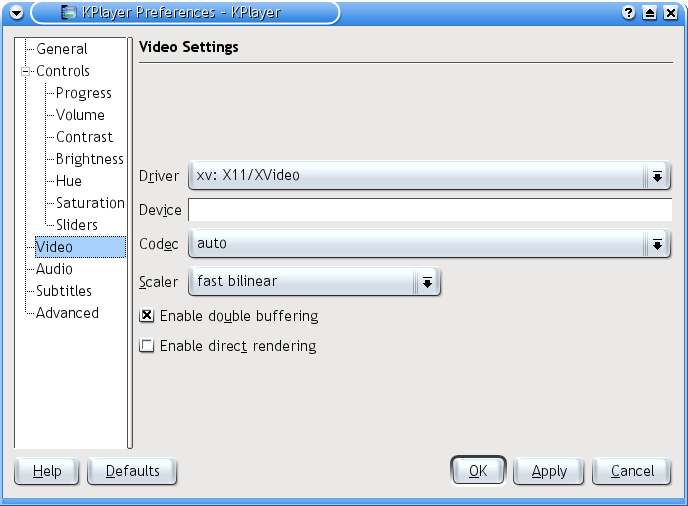 KPlayer Preferences - KPlayer
General
Controls
Progress
Volume
Contrast
Brightness
Hue
Saturation
Sliders
Video
Audio
Subtitles
Advanced
Video Settings
Driver xv: X11/XVideo
Device
Codec auto
Scaler fast bilinear
Enable double buffering
Enable direct rendering
Help Defaults OK Apply Cancel